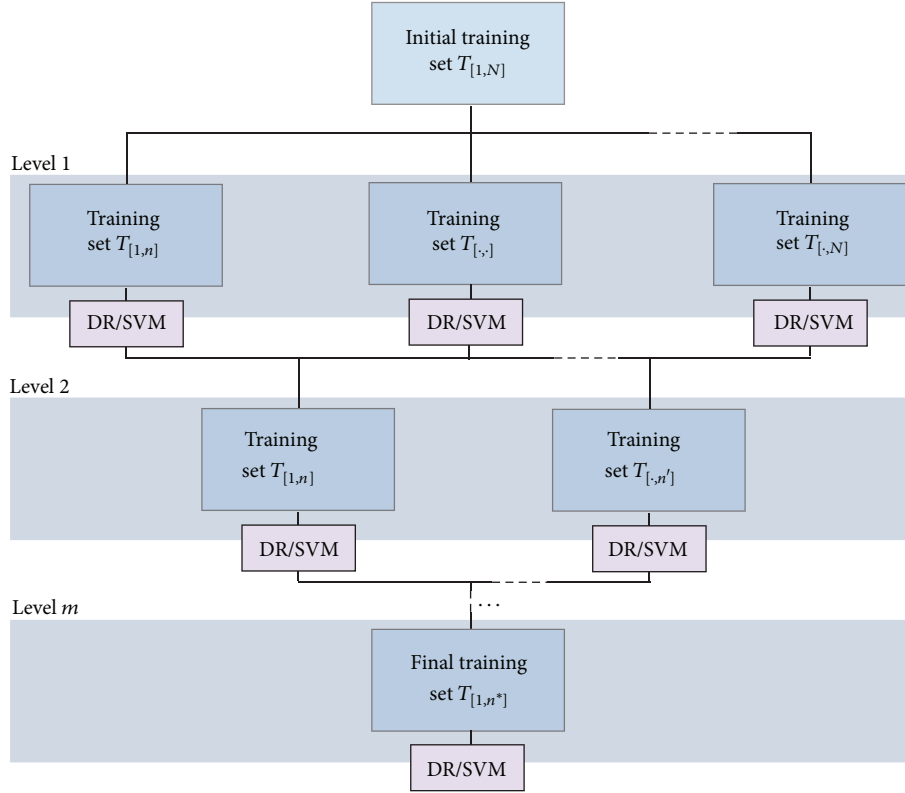 Initial training
set T[1,N]
Level 1
Training
set T[1,n]
Training
set T[·,·]
Training
set T[·,N]
DR/SVM
DR/SVM
DR/SVM
Level 2
Training
set T[1,n]
Training
set T[·,n′]
DR/SVM
DR/SVM
···
Level m
Final training
set T[1,n*]
DR/SVM